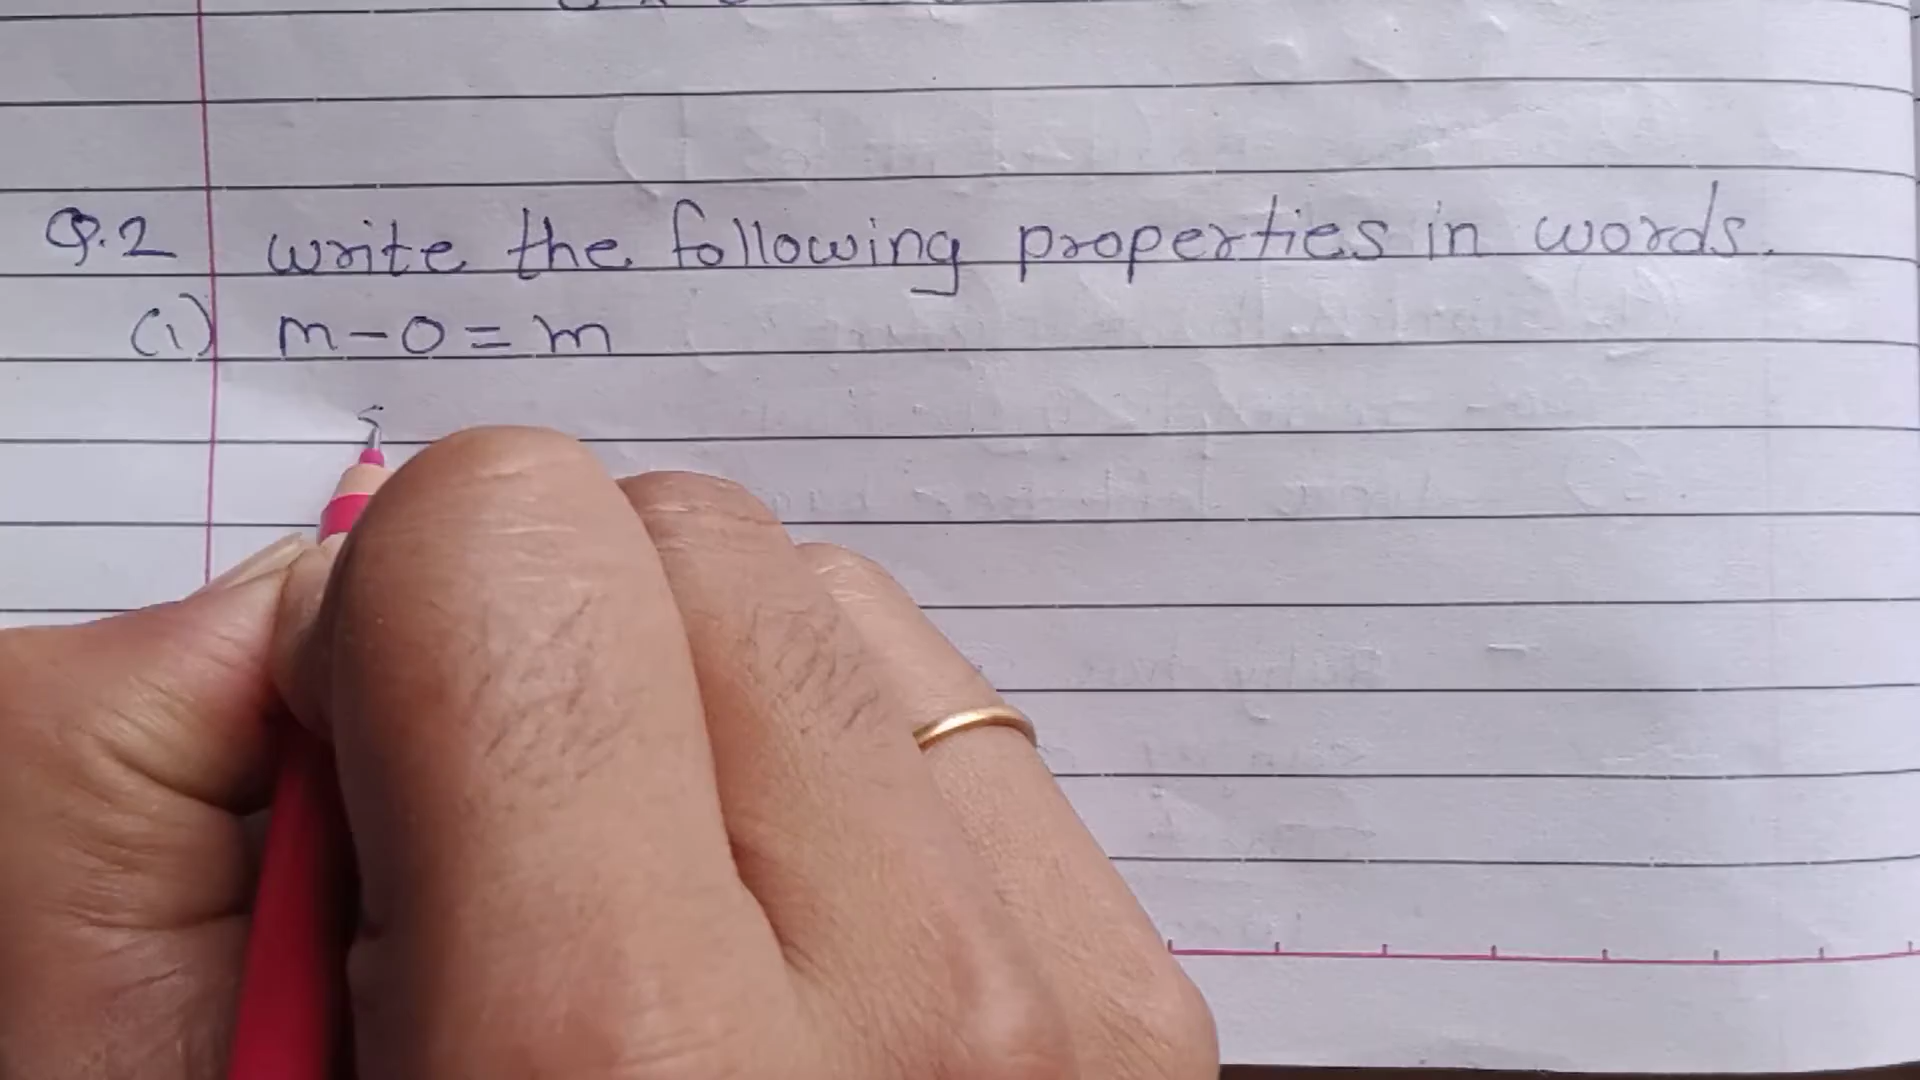 Q.2 write the following properties in words.
(i) m - 0 = m